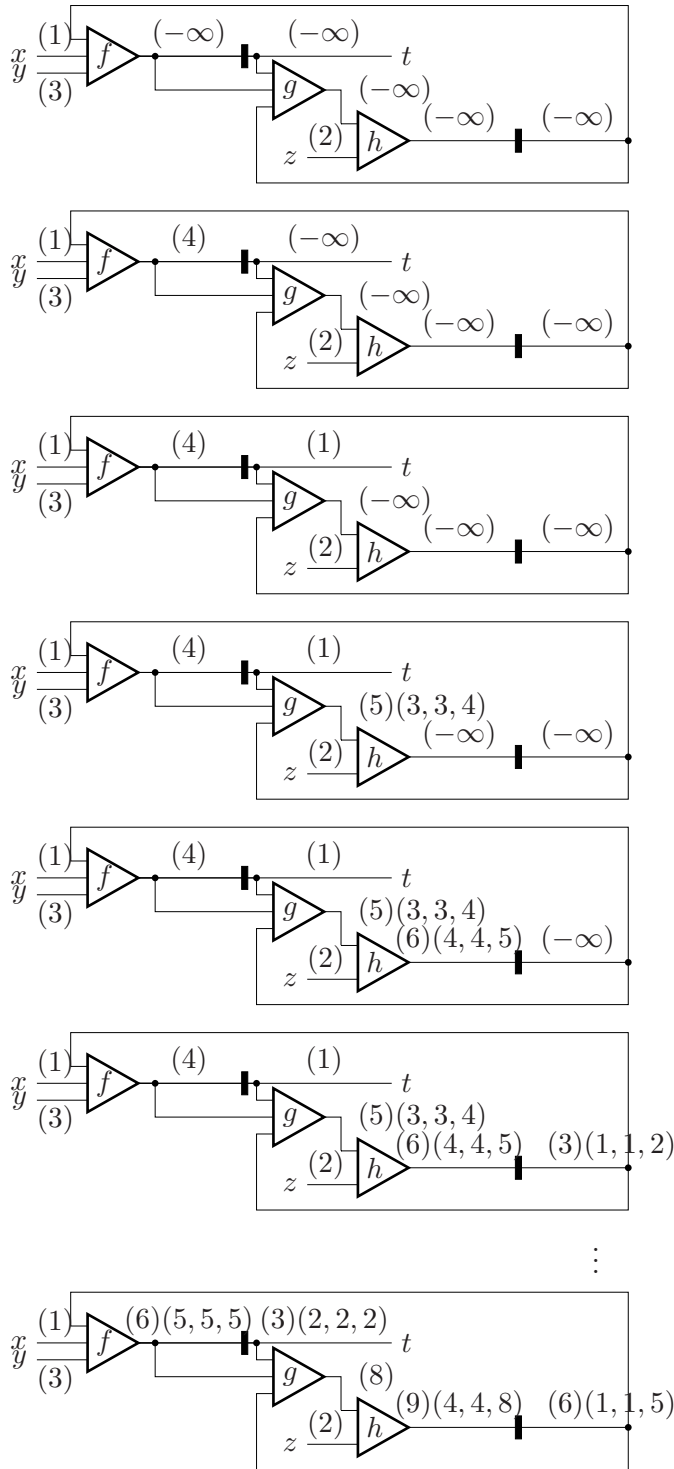 (1) (−∞) (−∞)
x f t
y
(3) g (−∞)
(2) (−∞) (−∞)
z h
(1) (4) (−∞)
x f t
y
(3) g (−∞)
(2) (−∞) (−∞)
z h
(1) (4) (1)
x f t
y
(3) g (−∞)
(2) (−∞) (−∞)
z h
(1) (4) (1)
x f t
y
(3) g (5)(3, 3, 4)
(2) (−∞) (−∞)
z h
(1) (4) (1)
x f t
y
(3) g (5)(3, 3, 4)
(2) (6)(4, 4, 5) (−∞)
z h
(1) (4) (1)
x f t
y
(3) g (5)(3, 3, 4)
(2) (6)(4, 4, 5) (3)(1, 1, 2)
z h
⋮
(1) (6)(5, 5, 5) (3)(2, 2, 2)
x f t
y
(3) g (8)
(2) (9)(4, 4, 8) (6)(1, 1, 5)
z h